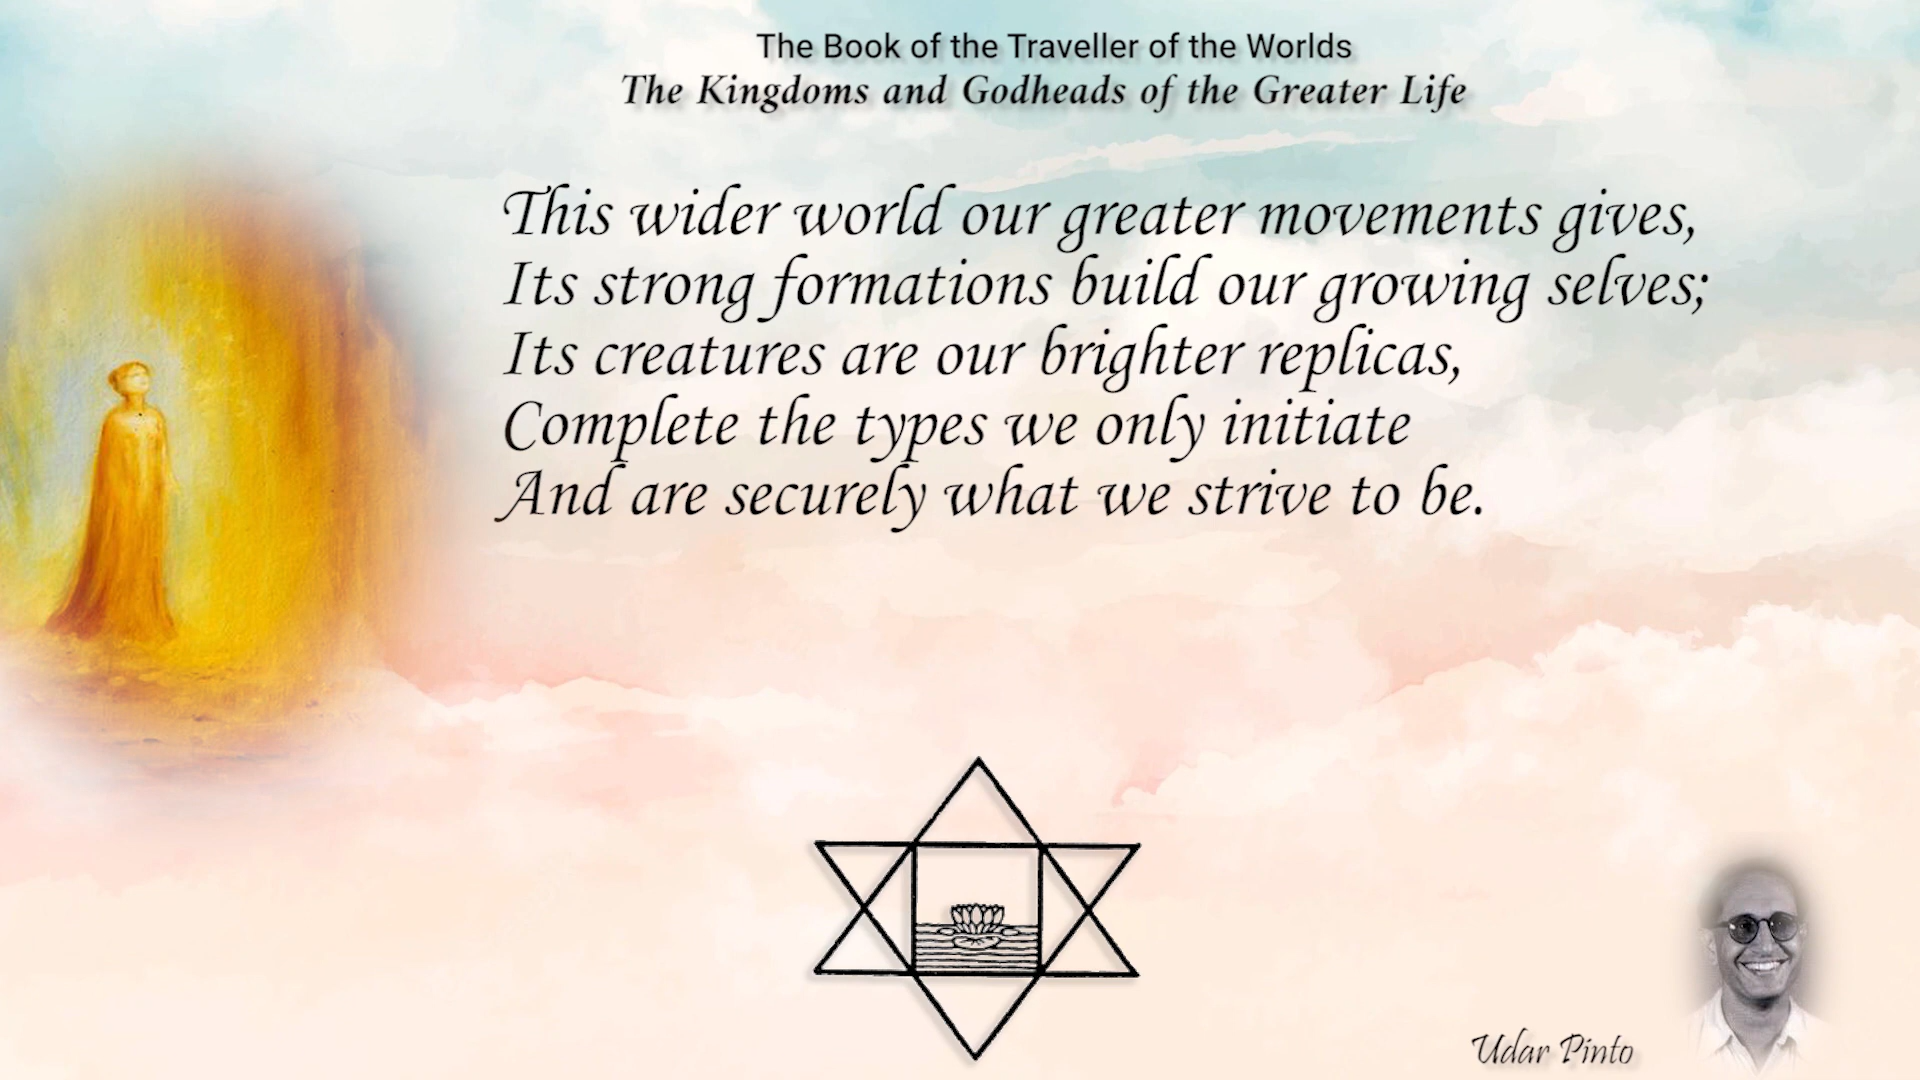 The Book of the Traveller of the Worlds
The Kingdoms and Godheads of the Greater Life
This wider world our greater movements gives,
Its strong formations build our growing selves;
Its creatures are our brighter replicas,
Complete the types we only initiate
And are securely what we strive to be.
Udar Pinto